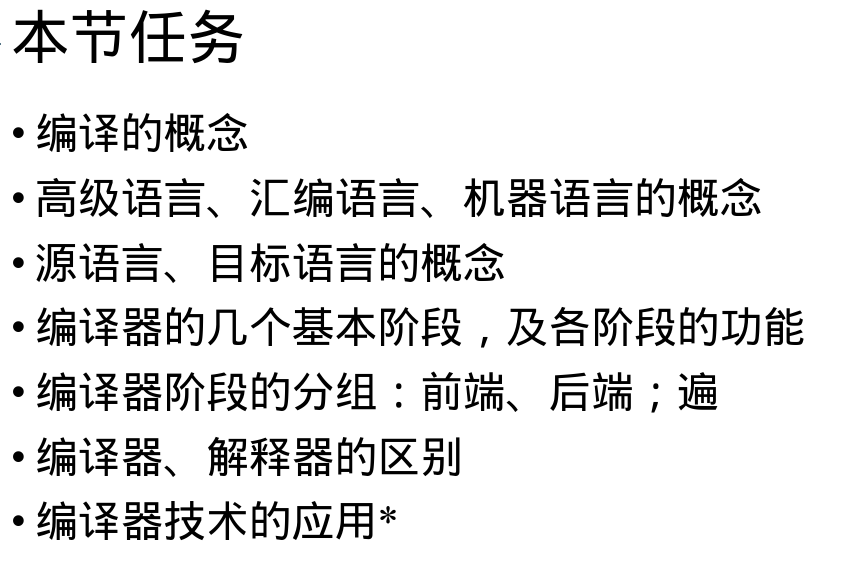 本节任务
• 编译的概念
• 高级语言、汇编语言、机器语言的概念
• 源语言、目标语言的概念
• 编译器的几个基本阶段，及各阶段的功能
• 编译器阶段的分组：前端、后端；遍
• 编译器、解释器的区别
• 编译器技术的应用*